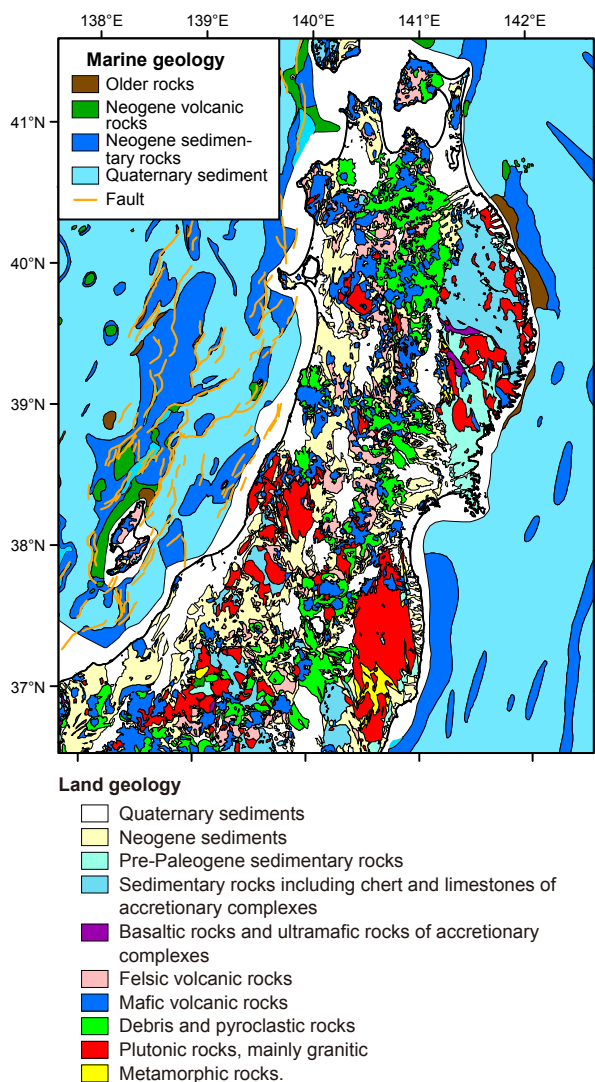 138°E 139°E 140°E 141°E 142°E
Marine geology
Older rocks
Neogene volcanic
rocks
Neogene sedimen-
tary rocks
Quaternary sediment
Fault
41°N
40°N
39°N
38°N
37°N
Land geology
Quaternary sediments
Neogene sediments
Pre-Paleogene sedimentary rocks
Sedimentary rocks including chert and limestones of
accretionary complexes
Basaltic rocks and ultramafic rocks of accretionary
complexes
Felsic volcanic rocks
Mafic volcanic rocks
Debris and pyroclastic rocks
Plutonic rocks, mainly granitic
Metamorphic rocks.